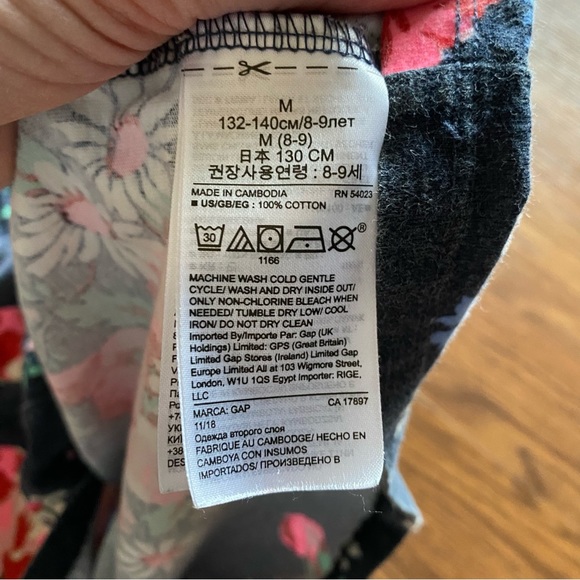 M
132-140см/8-9лет
M (8-9)
日本 130 CM
권장사용연령 : 8-9세
MADE IN CAMBODIA RN 54023
■ US/GB/EG : 100% COTTON
30
1166
MACHINE WASH COLD GENTLE
CYCLE/ WASH AND DRY INSIDE OUT/
ONLY NON-CHLORINE BLEACH WHEN
NEEDED/ TUMBLE DRY LOW/ COOL
IRON/ DO NOT DRY CLEAN
Imported By/Importe Par: Gap (UK
Holdings) Limited: GPS (Great Britain)
Limited Gap Stores (Ireland) Limited Gap
Europe Limited All at 103 Wigmore Street,
London, W1U 1QS Egypt Importer: RIGE,
LLC
MARCA: GAP CA 17897
11/18
Одежда второго слоя
FABRIQUE AU CAMBODGE/ HECHO EN
CAMBOYA CON INSUMOS
IMPORTADOS/ ПРОИЗВЕДЕНО В